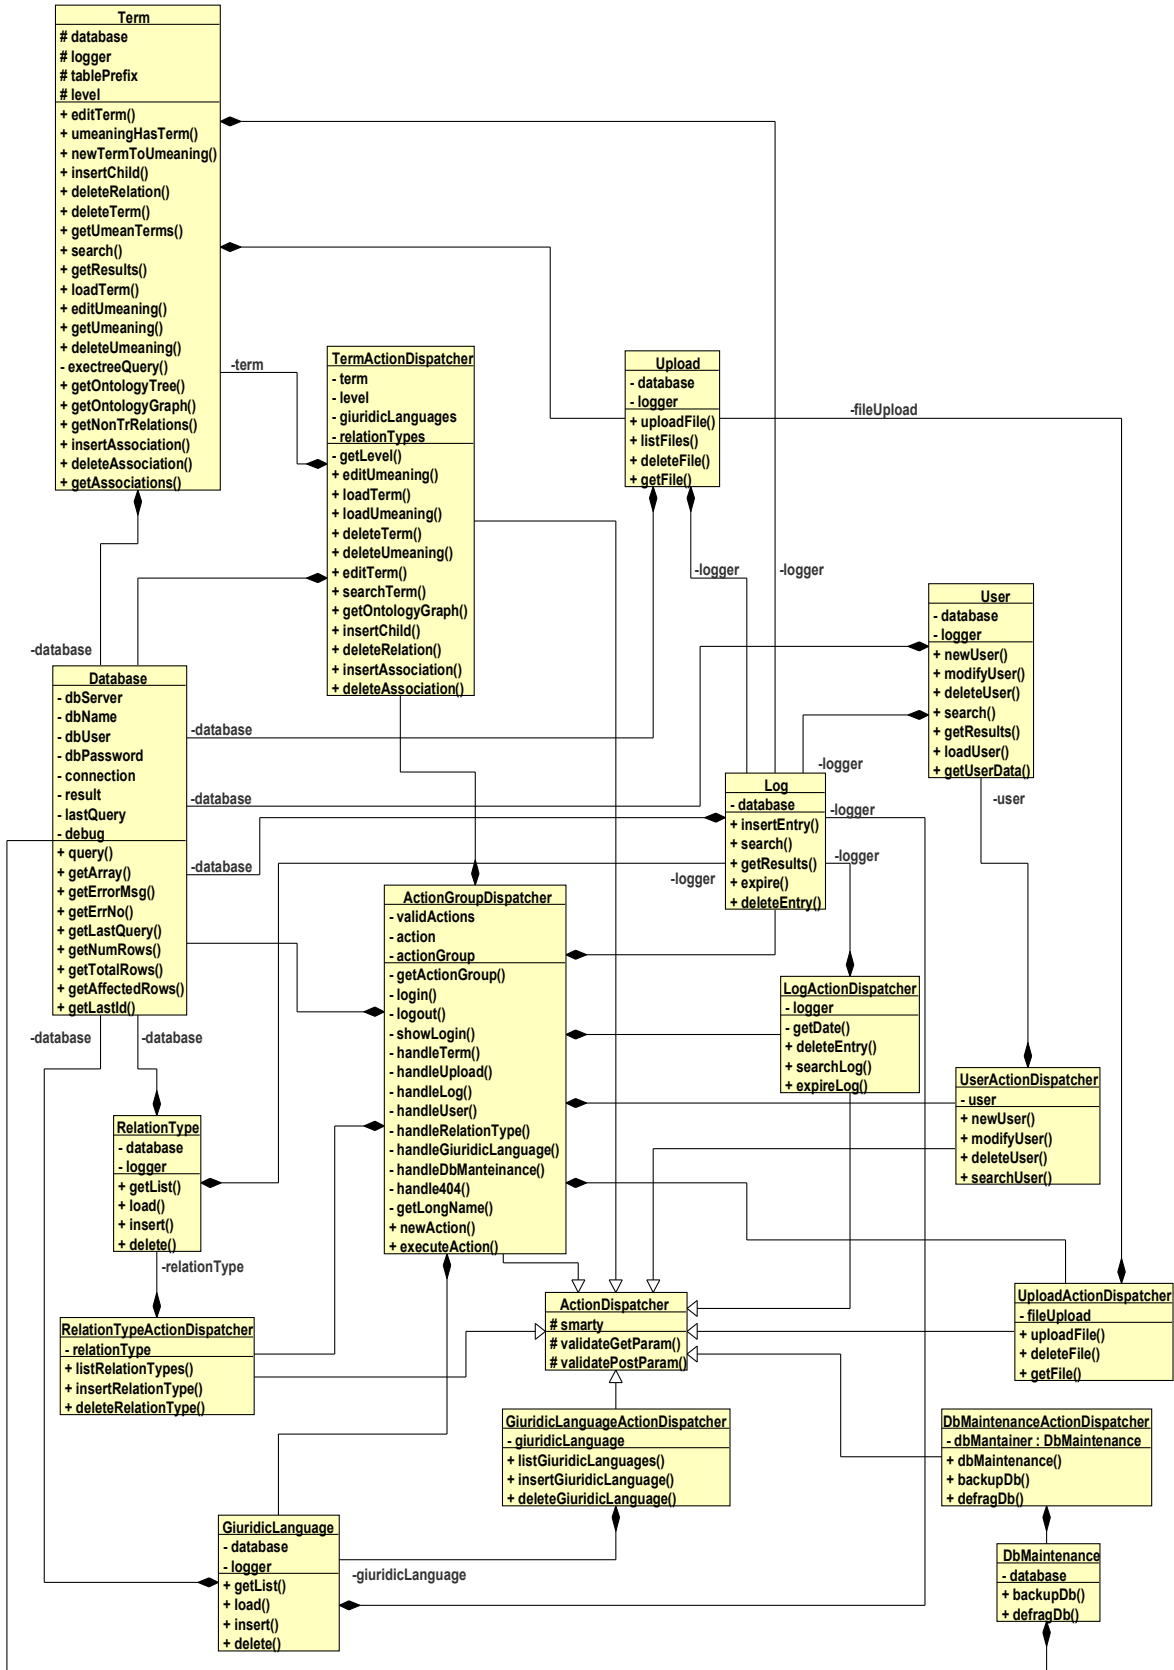 Term
# database
# logger
# tablePrefix
# level
+ editTerm()
+ umeaningHasTerm()
+ newTermToUmeaning()
+ insertChild()
+ deleteRelation()
+ deleteTerm()
+ getUmeanTerms()
+ search()
+ getResults()
+ loadTerm()
+ editUmeaning()
+ getUmeaning()
+ deleteUmeaning()
- exectreeQuery()
+ getOntologyTree()
+ getOntologyGraph()
+ getNonTrRelations()
+ insertAssociation()
+ deleteAssociation()
+ getAssociations()
-term
TermActionDispatcher
- term
- level
- giuridicLanguages
- relationTypes
- getLevel()
+ editUmeaning()
+ loadTerm()
+ loadUmeaning()
+ deleteTerm()
+ deleteUmeaning()
+ editTerm()
+ searchTerm()
+ getOntologyGraph()
+ insertChild()
+ deleteRelation()
+ insertAssociation()
+ deleteAssociation()
Upload
- database
- logger
+ uploadFile()
+ listFiles()
+ deleteFile()
+ getFile()
-fileUpload
-logger
-logger
User
- database
- logger
+ newUser()
+ modifyUser()
+ deleteUser()
+ search()
+ getResults()
+ loadUser()
+ getUserData()
-database
Database
- dbServer
- dbName
- dbUser
- dbPassword
- connection
- result
- lastQuery
- debug
+ query()
+ getArray()
+ getErrorMsg()
+ getErrNo()
+ getLastQuery()
+ getNumRows()
+ getTotalRows()
+ getAffectedRows()
+ getLastId()
-database
-database
-database
-logger
-user
Log
- database
+ insertEntry()
+ search()
+ getResults()
+ expire()
+ deleteEntry()
-logger
-logger
-logger
ActionGroupDispatcher
- validActions
- action
- actionGroup
- getActionGroup()
- login()
- logout()
- showLogin()
- handleTerm()
- handleUpload()
- handleLog()
- handleUser()
- handleRelationType()
- handleGiuridicLanguage()
- handleDbManteinance()
- handle404()
- getLongName()
+ newAction()
+ executeAction()
LogActionDispatcher
- logger
- getDate()
+ deleteEntry()
+ searchLog()
+ expireLog()
-database
-database
UserActionDispatcher
- user
+ newUser()
+ modifyUser()
+ deleteUser()
+ searchUser()
RelationType
- database
- logger
+ getList()
+ load()
+ insert()
+ delete()
-relationType
RelationTypeActionDispatcher
- relationType
+ listRelationTypes()
+ insertRelationType()
+ deleteRelationType()
ActionDispatcher
# smarty
# validateGetParam()
# validatePostParam()
UploadActionDispatcher
- fileUpload
+ uploadFile()
+ deleteFile()
+ getFile()
GiuridicLanguageActionDispatcher
- giuridicLanguage
+ listGiuridicLanguages()
+ insertGiuridicLanguage()
+ deleteGiuridicLanguage()
DbMaintenanceActionDispatcher
- dbMantainer : DbMaintenance
+ dbMaintenance()
+ backupDb()
+ defragDb()
GiuridicLanguage
- database
- logger
+ getList()
+ load()
+ insert()
+ delete()
-giuridicLanguage
DbMaintenance
- database
+ backupDb()
+ defragDb()